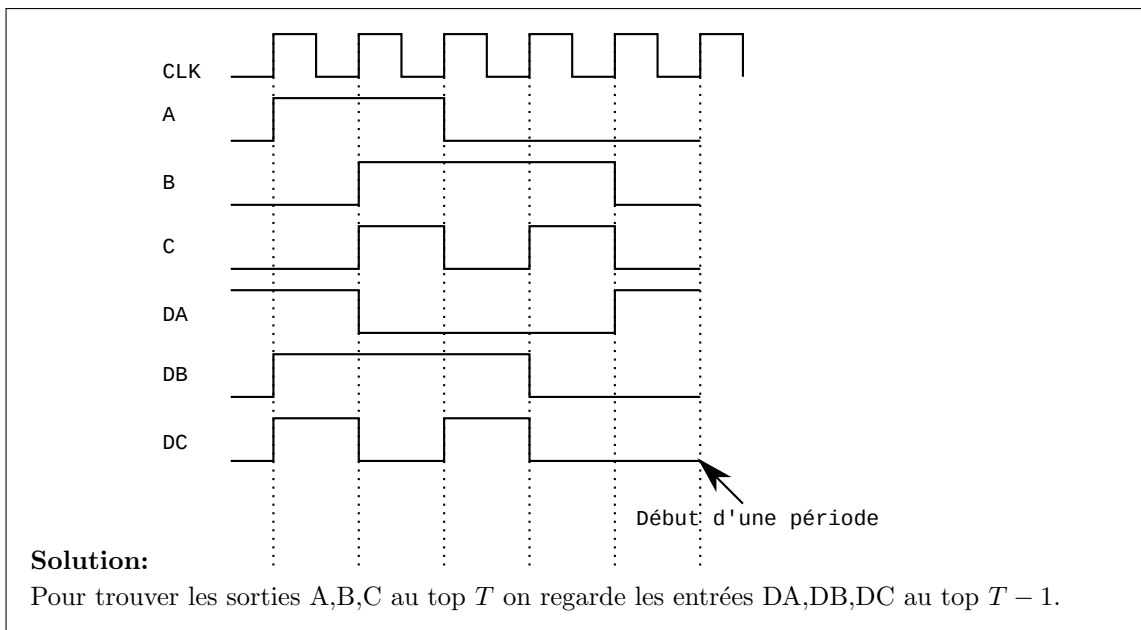 CLK
A
B
C
DA
DB
DC
Début d'une période
Solution:
Pour trouver les sorties A,B,C au top T on regarde les entrées DA,DB,DC au top T − 1.